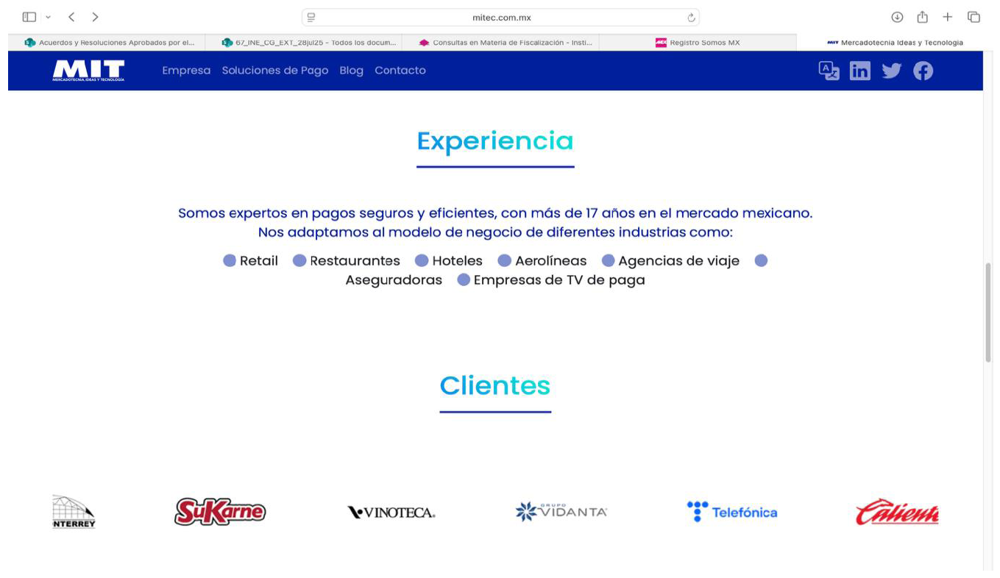 mitec.com.mx
Acuerdos y Resoluciones Aprobados por el...
67_INE_CG_EXT_28jul25 - Todos los docum...
Consultas en Materia de Fiscalización - Insti...
Registro Somos MX
MIT Mercadotecnia Ideas y Tecnología
MIT
MERCADOTECNIA, IDEAS Y TECNOLOGÍA
Empresa Soluciones de Pago Blog Contacto
Experiencia
Somos expertos en pagos seguros y eficientes, con más de 17 años en el mercado mexicano.
Nos adaptamos al modelo de negocio de diferentes industrias como:
Retail Restaurantes Hoteles Aerolíneas Agencias de viaje
Aseguradoras Empresas de TV de paga
Clientes
NTERREY
SuKarne
VINOTECA.
GRUPO
VIDANTA
Telefónica
Caliente